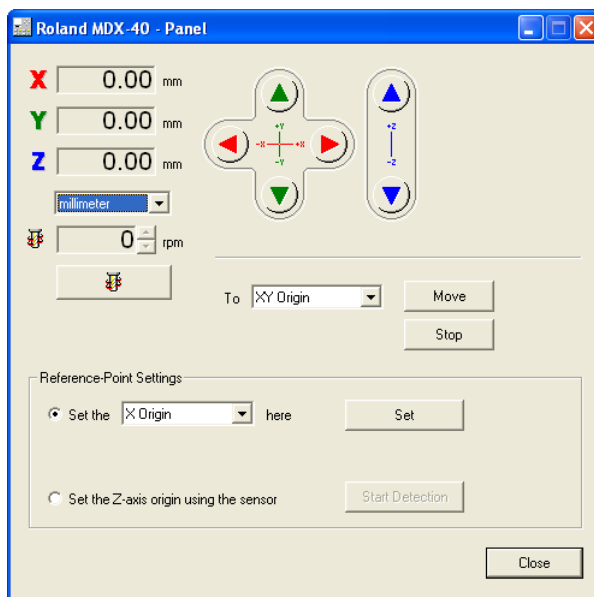 Roland MDX-40 - Panel
X 0.00 mm
Y 0.00 mm
Z 0.00 mm
+Y
-X +X
-Y
+Z
-Z
millimeter
0 rpm
To XY Origin Move
Stop
Reference-Point Settings
Set the X Origin here Set
Set the Z-axis origin using the sensor Start Detection
Close